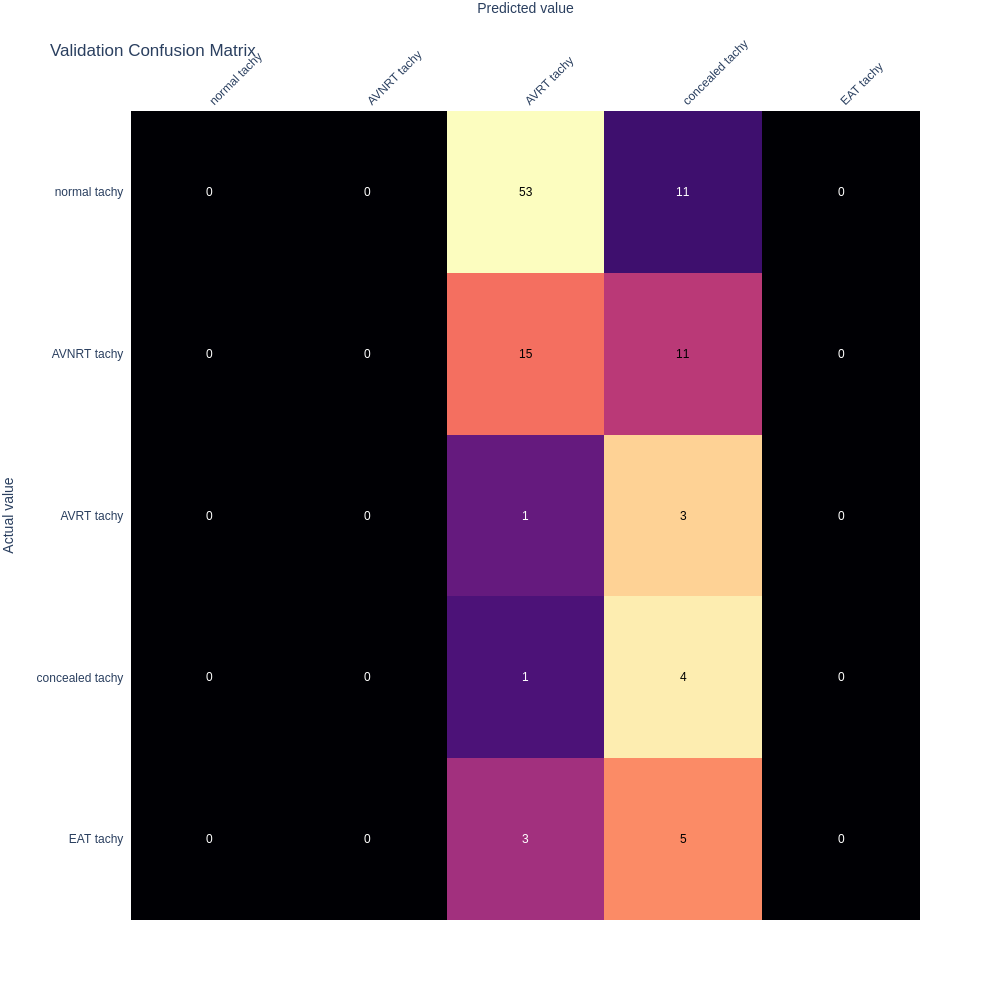 Predicted value
Validation Confusion Matrix
normal tachy
AVNRT tachy
AVRT tachy
concealed tachy
EAT tachy
Actual value
normal tachy 0 0 53 11 0
AVNRT tachy 0 0 15 11 0
AVRT tachy 0 0 1 3 0
concealed tachy 0 0 1 4 0
EAT tachy 0 0 3 5 0